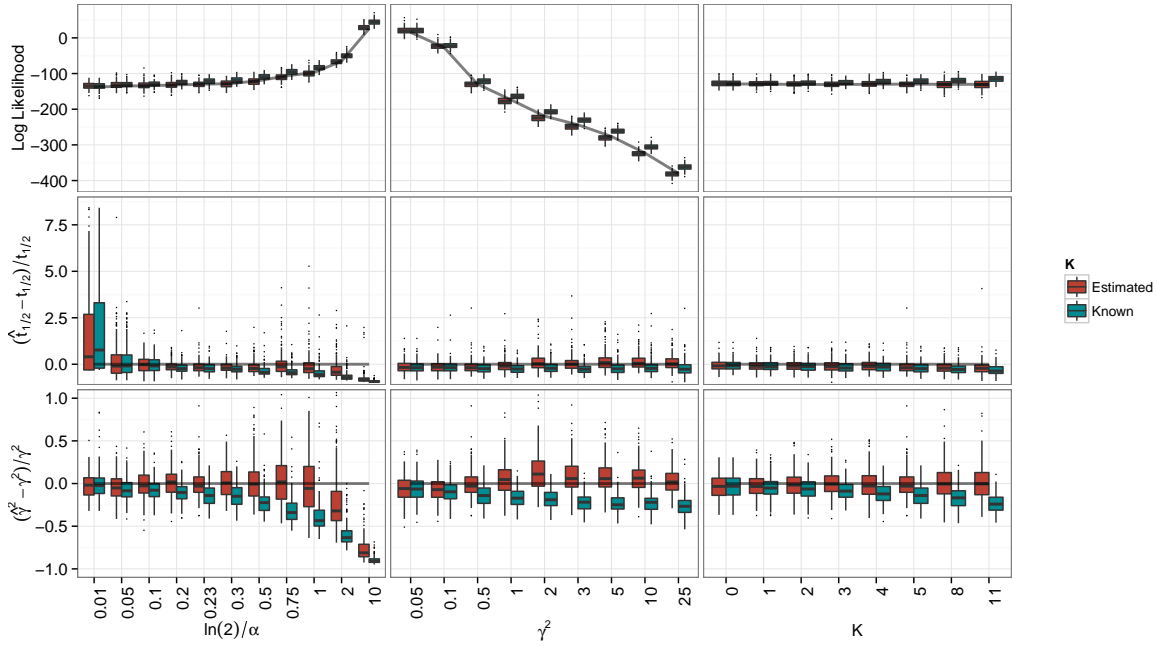 Log Likelihood
0
−100
−200
−300
−400
(t̂1/2 − t1/2)/t1/2
7.5
5.0
2.5
0.0
(γ̂² − γ²)/γ²
1.0
0.5
0.0
−0.5
−1.0
0.01 0.05 0.1 0.2 0.23 0.3 0.5 0.75 1 2 10
ln(2)/α
0.05 0.1 0.5 1 2 3 5 10 25
γ²
0 1 2 3 4 5 8 11
K
K
Estimated
Known